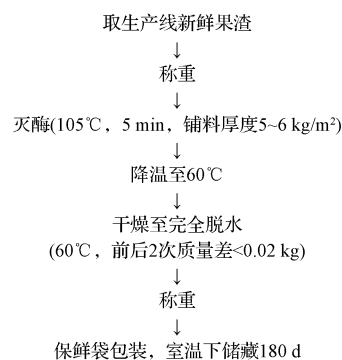 取生产线新鲜果渣
↓
称重
↓
灭酶(105℃，5 min，铺料厚度5~6 kg/m²)
↓
降温至60℃
↓
干燥至完全脱水
(60℃，前后2次质量差<0.02 kg)
↓
称重
↓
保鲜袋包装，室温下储藏180 d